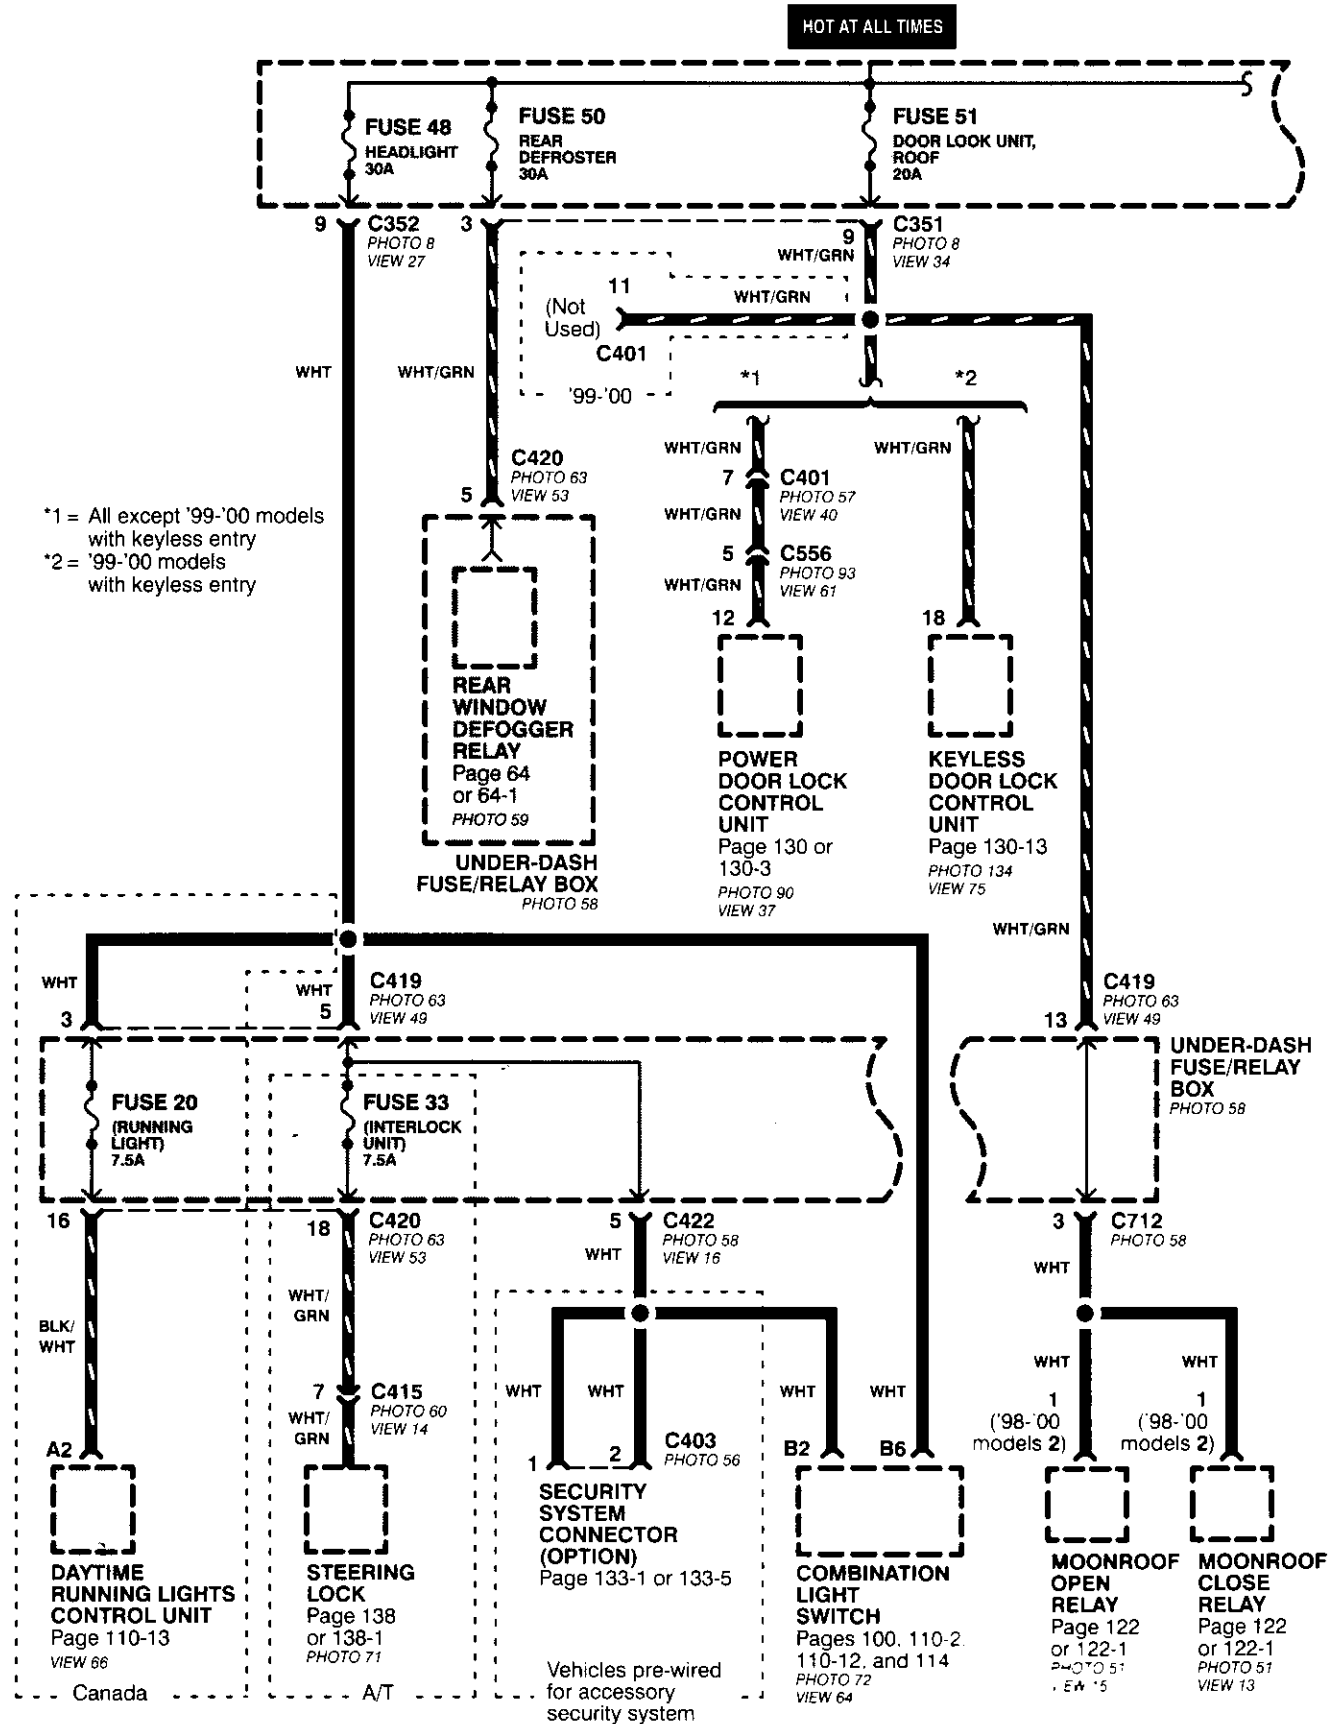 HOT AT ALL TIMES
FUSE 48
HEADLIGHT
30A
FUSE 50
REAR
DEFROSTER
30A
FUSE 51
DOOR LOOK UNIT,
ROOF
20A
9
C352
PHOTO 8
VIEW 27
3
9
C351
PHOTO 8
VIEW 34
WHT/GRN
11
(Not
Used)
WHT/GRN
C401
'99-'00
WHT
WHT/GRN
*1
*2
WHT/GRN
WHT/GRN
C420
PHOTO 63
VIEW 53
5
7
C401
PHOTO 57
VIEW 40
WHT/GRN
5
C556
PHOTO 93
VIEW 61
WHT/GRN
*1 = All except '99-'00 models
with keyless entry
*2 = '99-'00 models
with keyless entry
12
18
REAR
WINDOW
DEFOGGER
RELAY
Page 64
or 64-1
PHOTO 59
UNDER-DASH
FUSE/RELAY BOX
PHOTO 58
POWER
DOOR LOCK
CONTROL
UNIT
Page 130 or
130-3
PHOTO 90
VIEW 37
KEYLESS
DOOR LOCK
CONTROL
UNIT
Page 130-13
PHOTO 134
VIEW 75
WHT/GRN
WHT
3
WHT
5
C419
PHOTO 63
VIEW 49
C419
PHOTO 63
VIEW 49
13
UNDER-DASH
FUSE/RELAY
BOX
PHOTO 58
FUSE 20
(RUNNING
LIGHT)
7.5A
FUSE 33
(INTERLOCK
UNIT)
7.5A
16
18
C420
PHOTO 63
VIEW 53
5
C422
PHOTO 58
VIEW 16
WHT
3
C712
PHOTO 58
WHT
BLK/
WHT
WHT/
GRN
7
C415
PHOTO 60
VIEW 14
WHT/
GRN
WHT
WHT
WHT
WHT
WHT
WHT
1
('98-'00
models 2)
1
('98-'00
models 2)
A2
1
2
C403
PHOTO 56
B2
B6
DAYTIME
RUNNING LIGHTS
CONTROL UNIT
Page 110-13
VIEW 66
Canada
STEERING
LOCK
Page 138
or 138-1
PHOTO 71
A/T
SECURITY
SYSTEM
CONNECTOR
(OPTION)
Page 133-1 or 133-5
Vehicles pre-wired
for accessory
security system
COMBINATION
LIGHT
SWITCH
Pages 100, 110-2,
110-12, and 114
PHOTO 72
VIEW 64
MOONROOF
OPEN
RELAY
Page 122
or 122-1
PHOTO 51
MOONROOF
CLOSE
RELAY
Page 122
or 122-1
PHOTO 51
VIEW 13